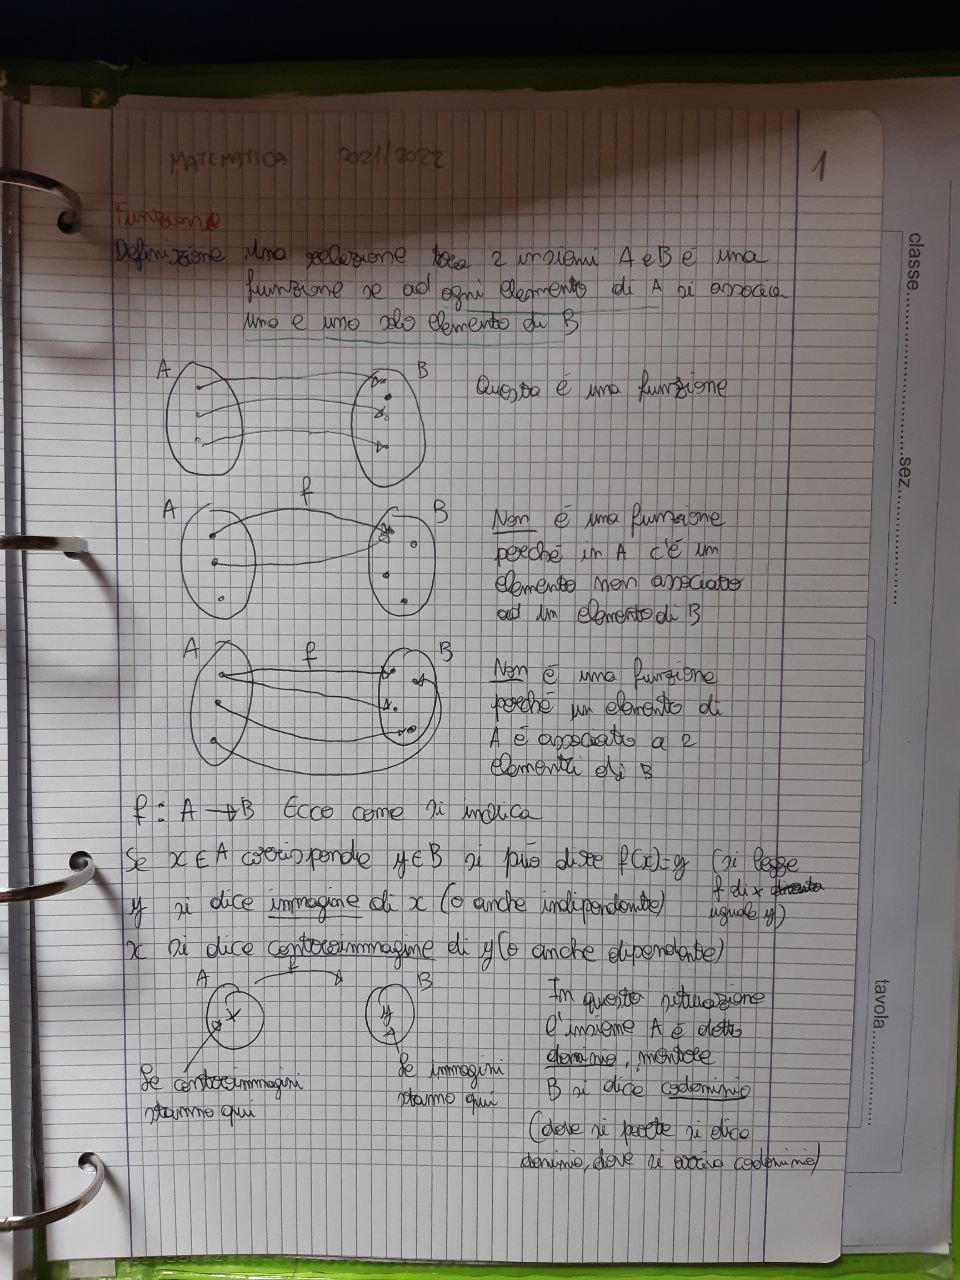 MATEMATICA 2021/2022
1
Funzione
Definizione Una relazione tra 2 insiemi A e B é una
funzione se ad ogni elemento di A si associa
uno e uno solo elemento di B
A B Questa é una funzione
A f B Non é una funzione
perché in A c'é un
elemento non associato
ad un elemento di B
A f B Non é una funzione
perché un elemento di
A é associato a 2
elementi di B
f: A → B Ecco come si indica
Se x ∈ A corrisponde y ∈ B si può dire f(x)=y (si legge
f di x
uguale y)
y si dice immagine di x (o anche indipendente)
x si dice controimmagine di y (o anche dipendente)
A f B
x y
Le controimmagini
stanno qui
Le immagini
stanno qui
In questa situazione
l'insieme A é detto
dominio, mentre
B si dice codominio
(dove si parte si dice
dominio, dove si arriva codominio)
classe
sez.
tavola